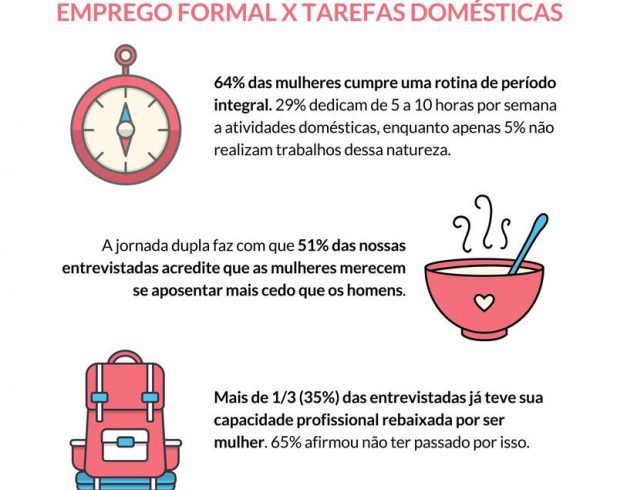 EMPREGO FORMAL X TAREFAS DOMÉSTICAS
64% das mulheres cumpre uma rotina de período
integral. 29% dedicam de 5 a 10 horas por semana
a atividades domésticas, enquanto apenas 5% não
realizam trabalhos dessa natureza.
A jornada dupla faz com que 51% das nossas
entrevistadas acredite que as mulheres merecem
se aposentar mais cedo que os homens.
Mais de 1/3 (35%) das entrevistadas já teve sua
capacidade profissional rebaixada por ser
mulher. 65% afirmou não ter passado por isso.